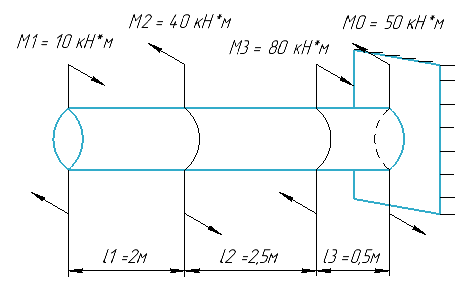 M2 = 40 кН*м
M0 = 50 кН*м
M1 = 10 кН*м
M3 = 80 кН*м
l1 =2м
l2 = 2,5м
l3 =0,5м